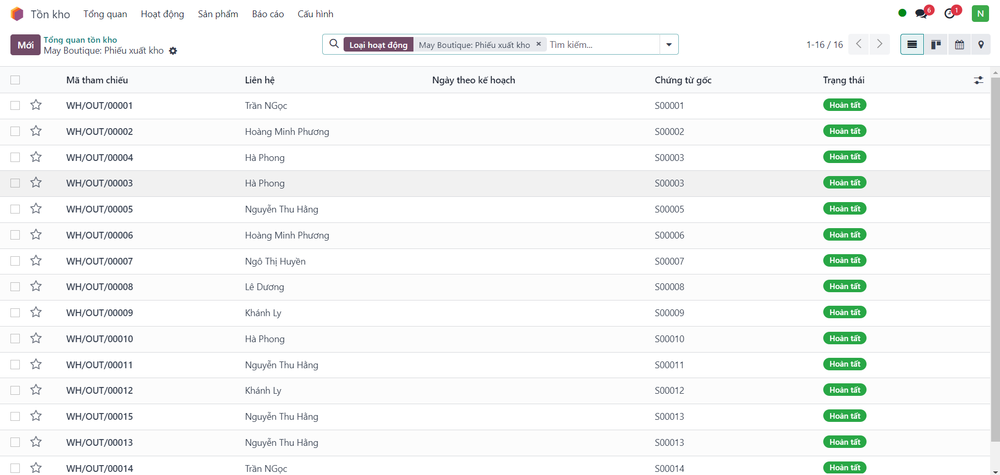 Tồn kho Tổng quan Hoạt động Sản phẩm Báo cáo Cấu hình 6 1 N
Mới Tổng quan tồn kho
May Boutique: Phiếu xuất kho
Loại hoạt động May Boutique: Phiếu xuất kho × Tìm kiếm...
1-16 / 16
Mã tham chiếu Liên hệ Ngày theo kế hoạch Chứng từ gốc Trạng thái
WH/OUT/00001 Trần NGọc S00001 Hoàn tất
WH/OUT/00002 Hoàng Minh Phương S00002 Hoàn tất
WH/OUT/00004 Hà Phong S00003 Hoàn tất
WH/OUT/00003 Hà Phong S00003 Hoàn tất
WH/OUT/00005 Nguyễn Thu Hằng S00005 Hoàn tất
WH/OUT/00006 Hoàng Minh Phương S00006 Hoàn tất
WH/OUT/00007 Ngô Thị Huyền S00007 Hoàn tất
WH/OUT/00008 Lê Dương S00008 Hoàn tất
WH/OUT/00009 Khánh Ly S00009 Hoàn tất
WH/OUT/00010 Hà Phong S00010 Hoàn tất
WH/OUT/00011 Nguyễn Thu Hằng S00011 Hoàn tất
WH/OUT/00012 Khánh Ly S00012 Hoàn tất
WH/OUT/00015 Nguyễn Thu Hằng S00013 Hoàn tất
WH/OUT/00013 Nguyễn Thu Hằng S00013 Hoàn tất
WH/OUT/00014 Trần NGọc S00014 Hoàn tất